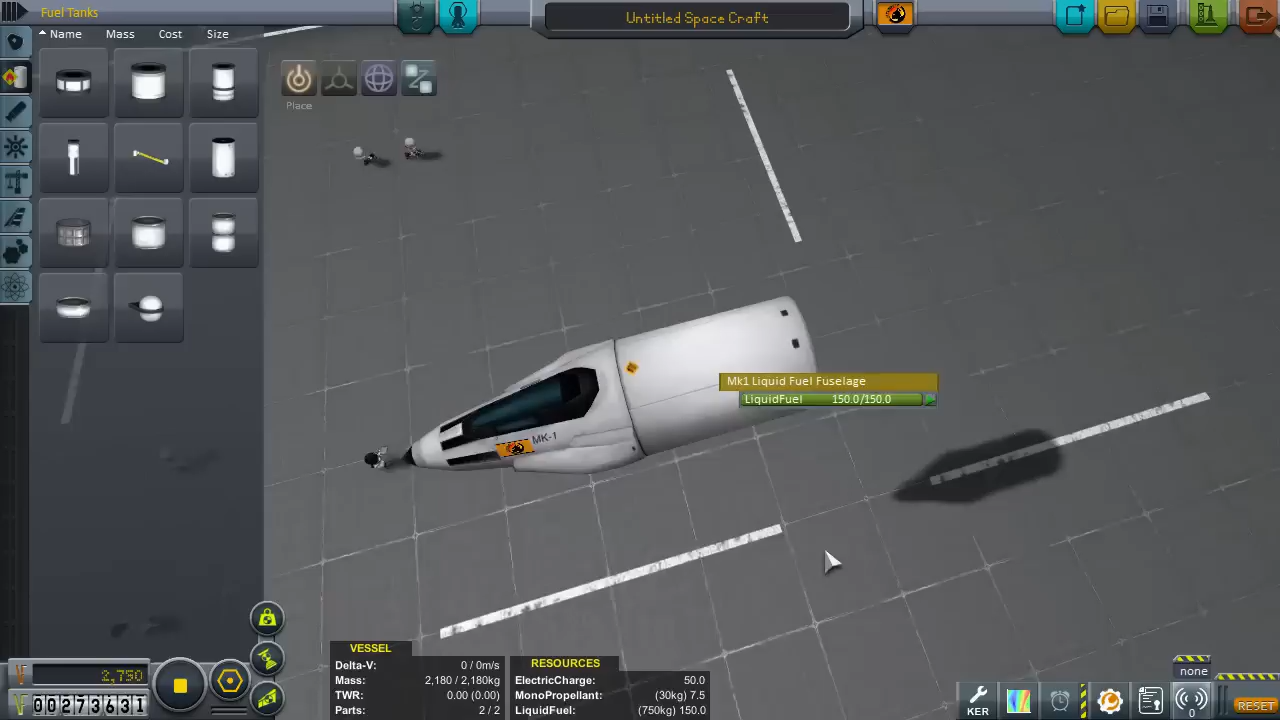 Fuel Tanks
Untitled Space Craft
Name Mass Cost Size
Place
Mk1 Liquid Fuel Fuselage
LiquidFuel 150.0/150.0
MK-1
2,750
00273631
VESSEL
Delta-V: 0 / 0m/s
Mass: 2,180 / 2,180kg
TWR: 0.00 (0.00)
Parts: 2 / 2
RESOURCES
ElectricCharge: 50.0
MonoPropellant: (30kg) 7.5
LiquidFuel: (750kg) 150.0
none
KER
0
RESET